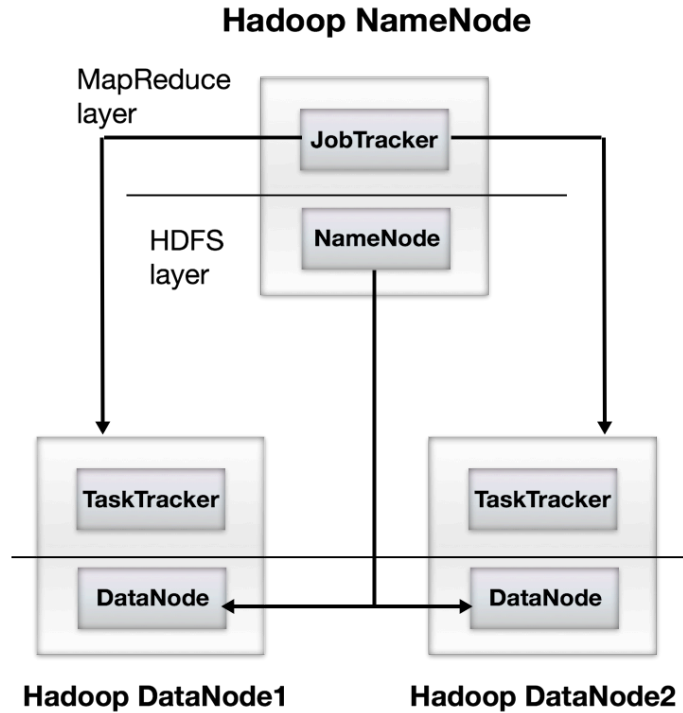 Hadoop NameNode
MapReduce
layer
JobTracker
HDFS
layer
NameNode
TaskTracker
TaskTracker
DataNode
DataNode
Hadoop DataNode1
Hadoop DataNode2